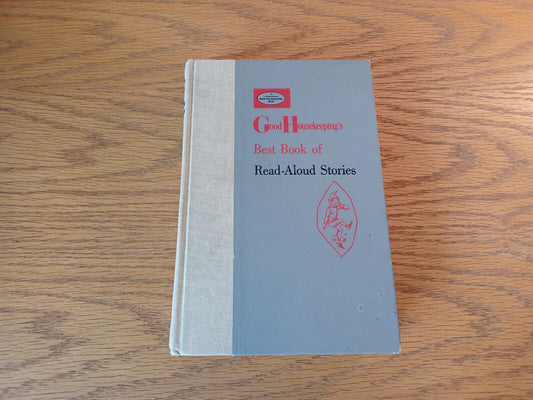 Good Housekeeping's
Best Book of
Read-Aloud Stories